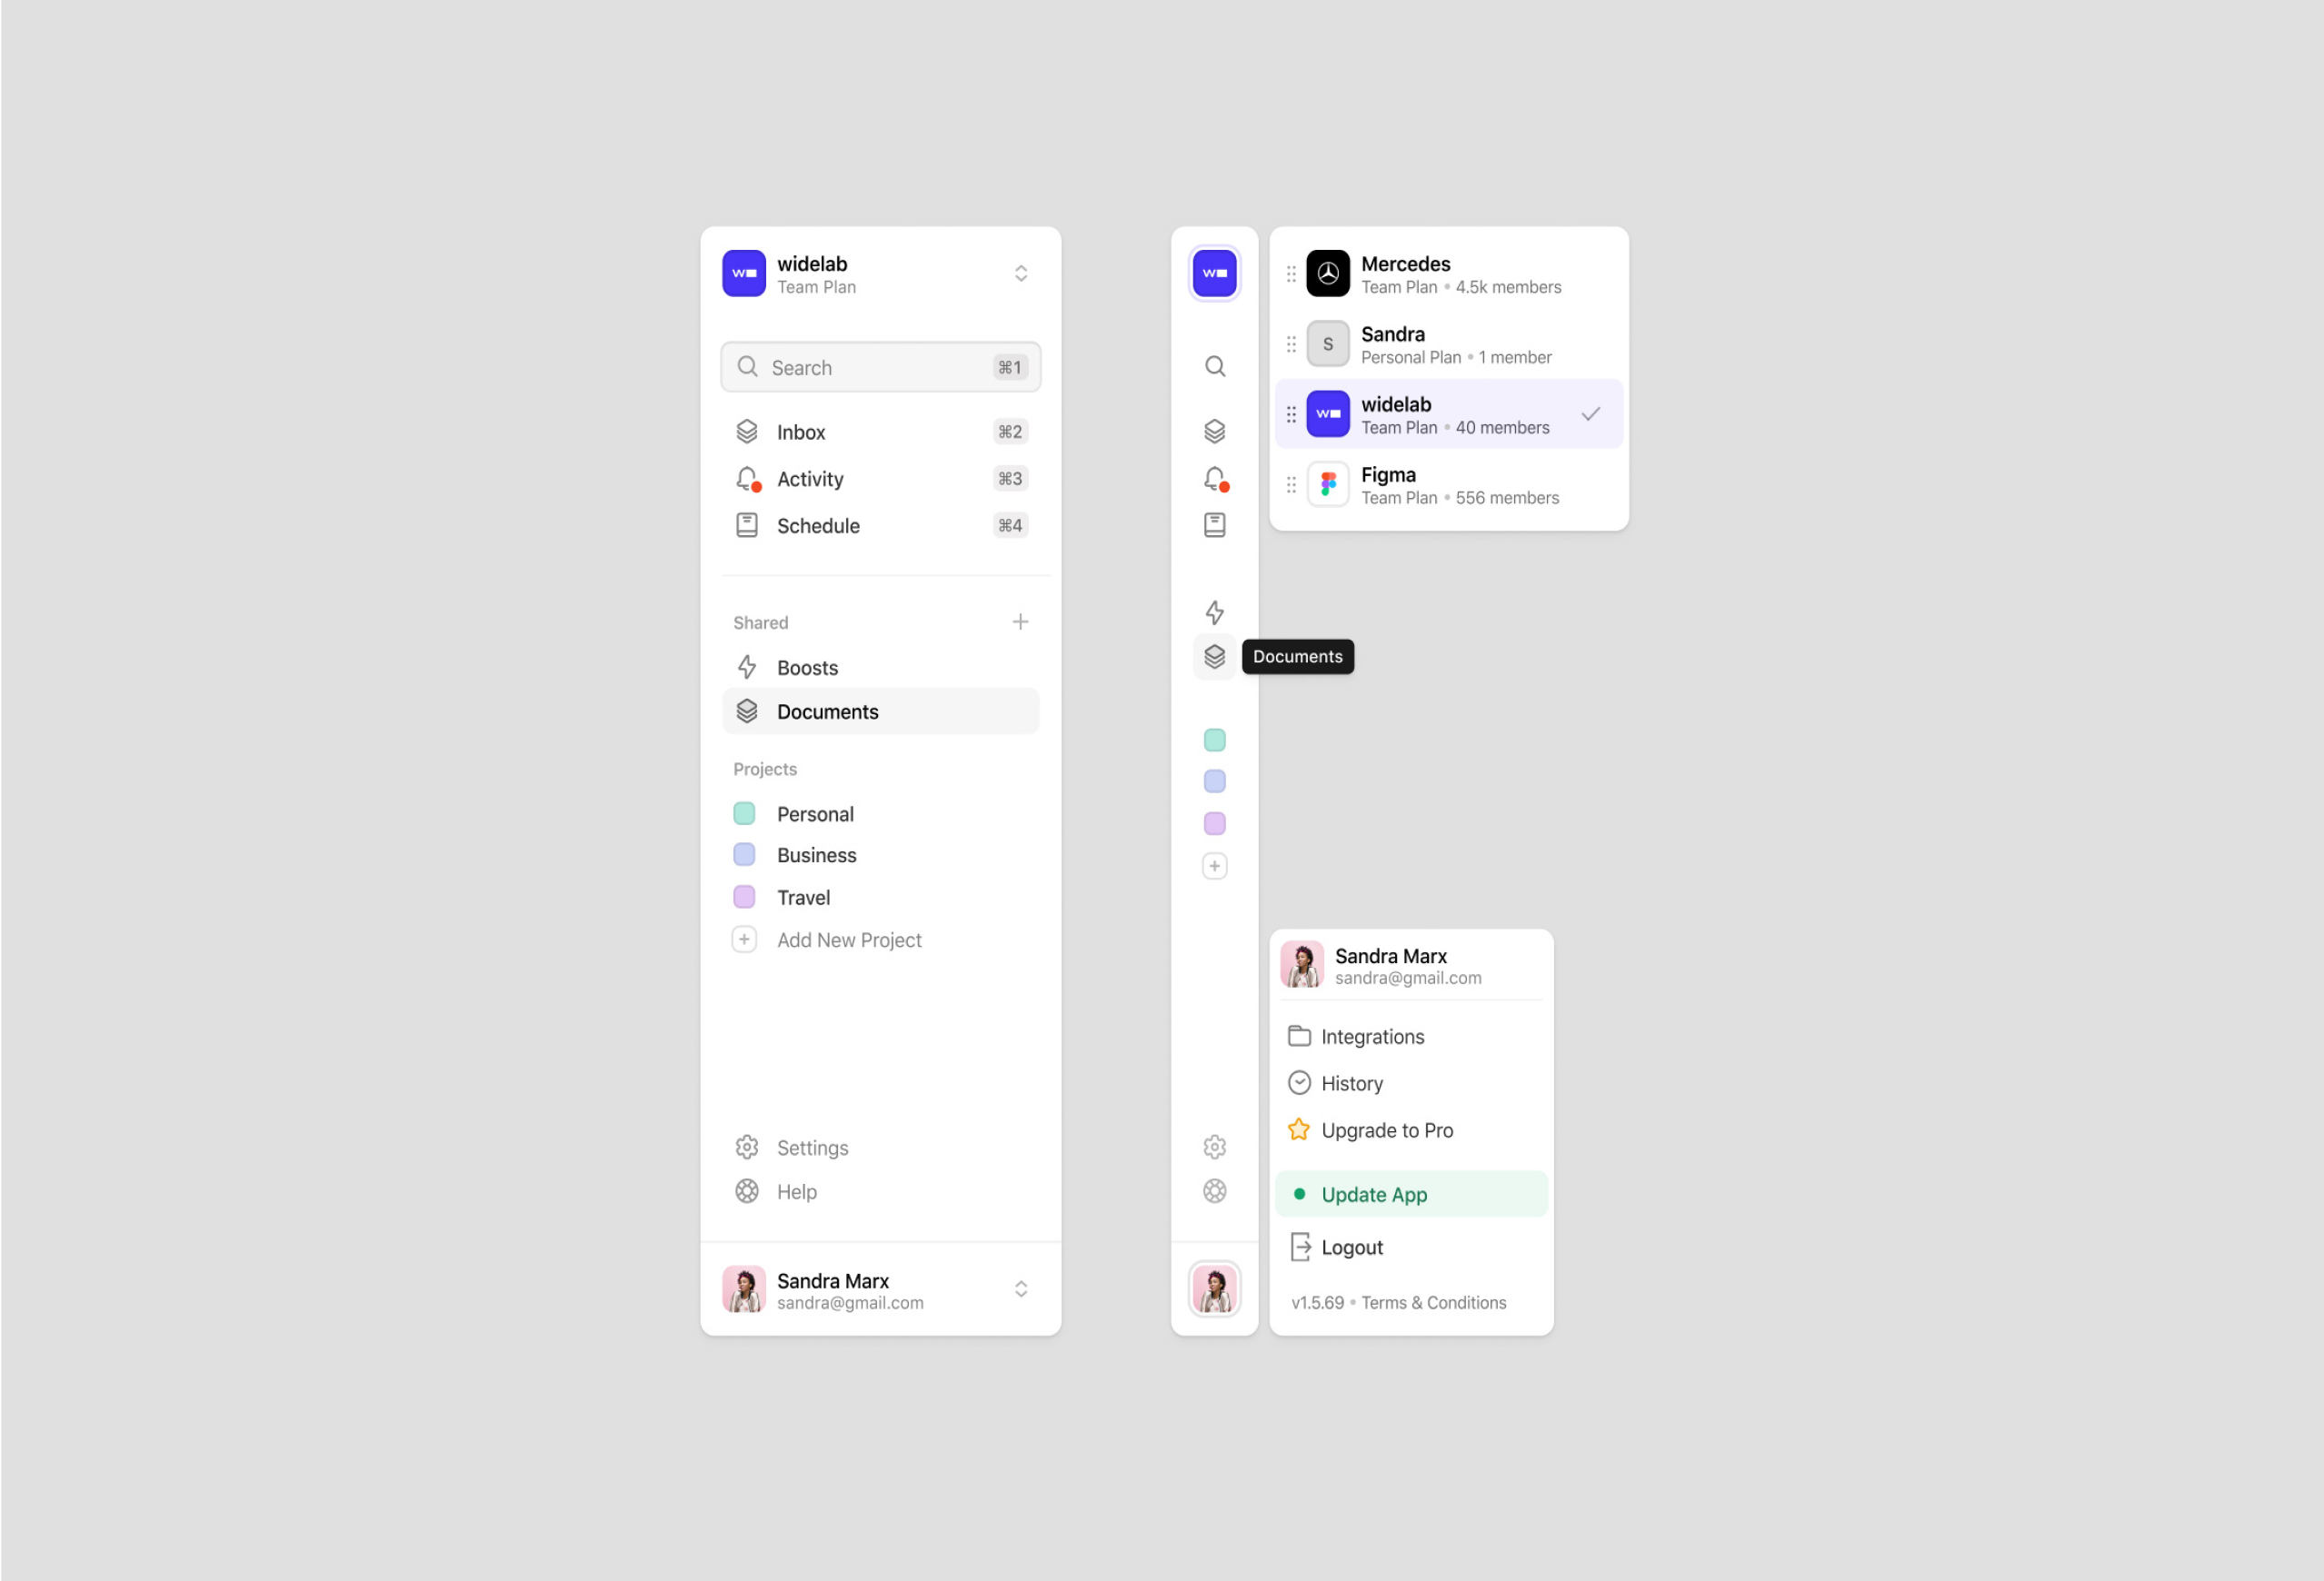 widelab
Team Plan
Search ⌘1
Inbox ⌘2
Activity ⌘3
Schedule ⌘4
Shared
Boosts
Documents
Projects
Personal
Business
Travel
Add New Project
Settings
Help
Sandra Marx
sandra@gmail.com
w
w
Documents
Mercedes
Team Plan • 4.5k members
S
Sandra
Personal Plan • 1 member
w
widelab
Team Plan • 40 members
Figma
Team Plan • 556 members
Sandra Marx
sandra@gmail.com
Integrations
History
Upgrade to Pro
Update App
Logout
v1.5.69 • Terms & Conditions